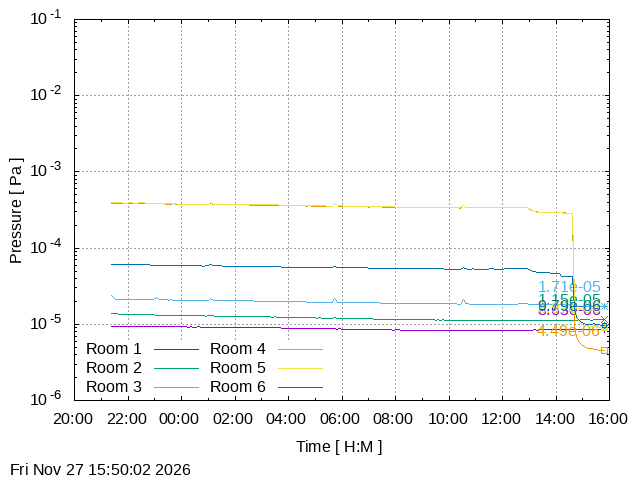 10^-1
10^-2
10^-3
10^-4
10^-5
10^-6
Pressure [ Pa ]
1.71e-05
1.15e-05
4.49e-06
Room 1 Room 4
Room 2 Room 5
Room 3 Room 6
20:00 22:00 00:00 02:00 04:00 06:00 08:00 10:00 12:00 14:00 16:00
Time [ H:M ]
Fri Nov 27 15:50:02 2026